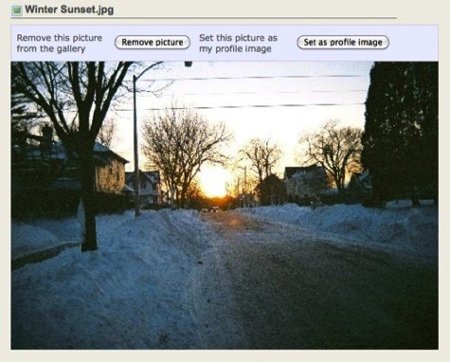 Winter Sunset.jpg
Remove this picture
from the gallery
Remove picture
Set this picture as
my profile image
Set as profile image